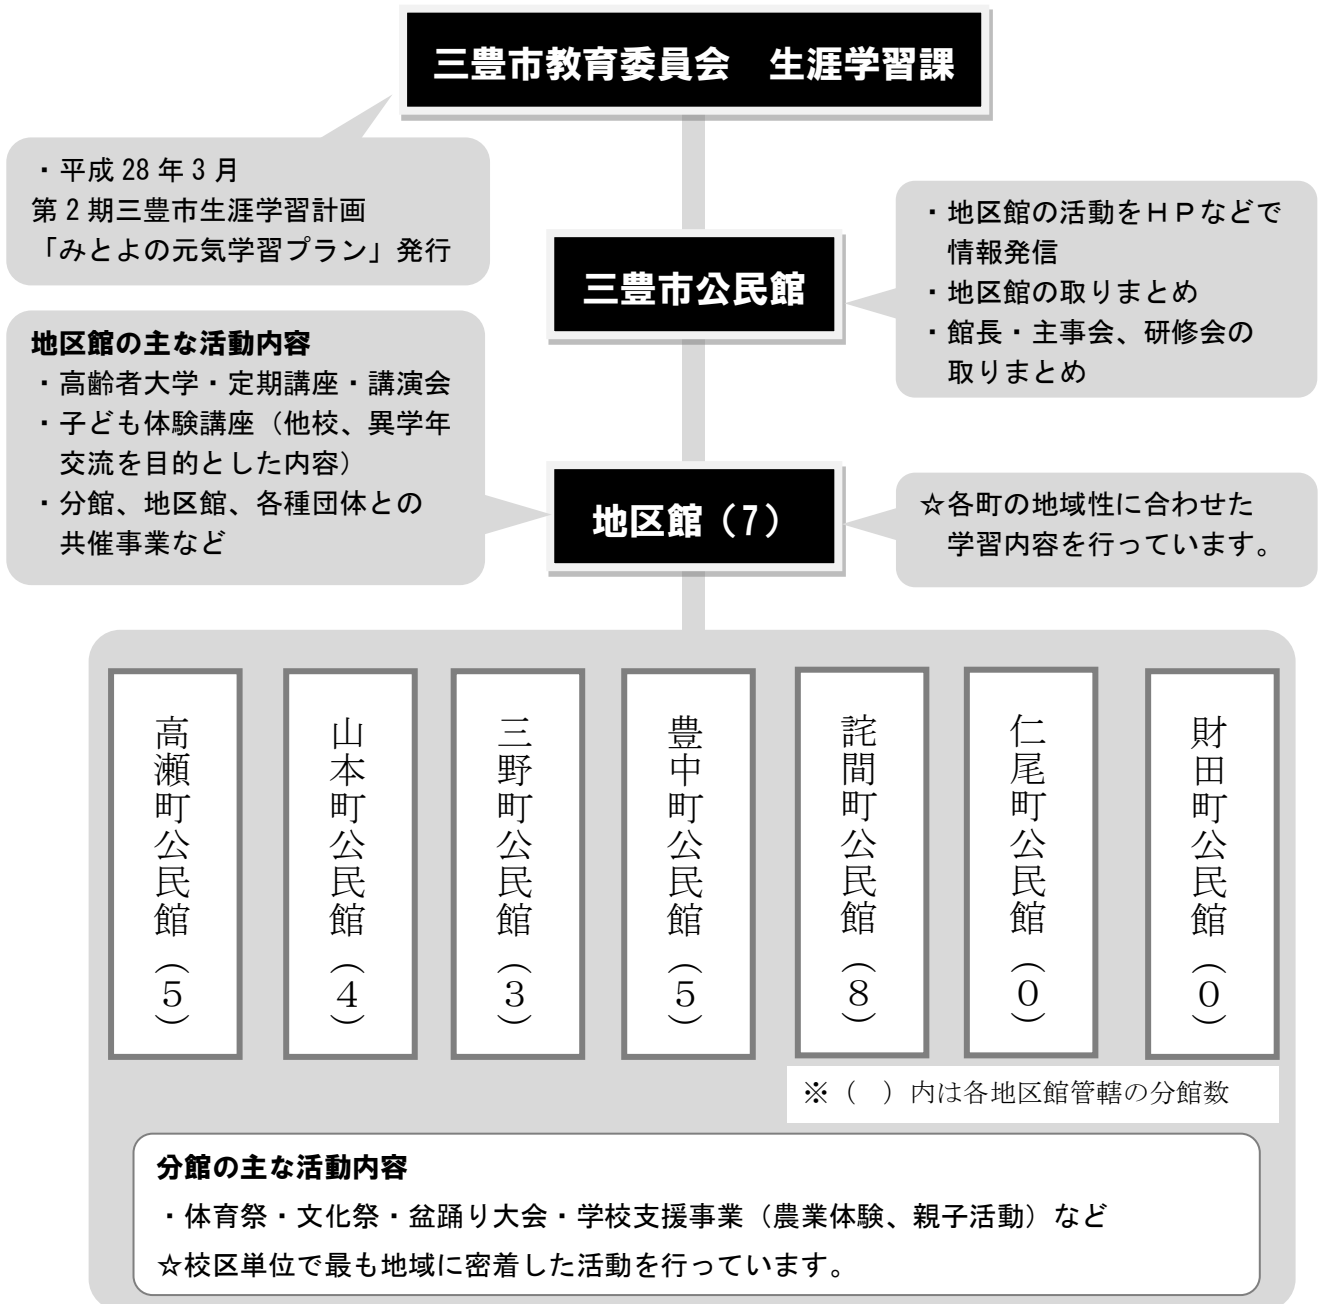 三豊市教育委員会　生涯学習課
・平成 28 年 3 月
第 2 期三豊市生涯学習計画
「みとよの元気学習プラン」発行
三豊市公民館
・地区館の活動をＨＰなどで
情報発信
・地区館の取りまとめ
・館長・主事会、研修会の
取りまとめ
地区館の主な活動内容
・高齢者大学・定期講座・講演会
・子ども体験講座（他校、異学年
交流を目的とした内容）
・分館、地区館、各種団体との
共催事業など
地区館（7）
☆各町の地域性に合わせた
学習内容を行っています。
高瀬町公民館（５）
山本町公民館（４）
三野町公民館（３）
豊中町公民館（５）
詫間町公民館（８）
仁尾町公民館（０）
財田町公民館（０）
※（　）内は各地区館管轄の分館数
分館の主な活動内容
・体育祭・文化祭・盆踊り大会・学校支援事業（農業体験、親子活動）など
☆校区単位で最も地域に密着した活動を行っています。